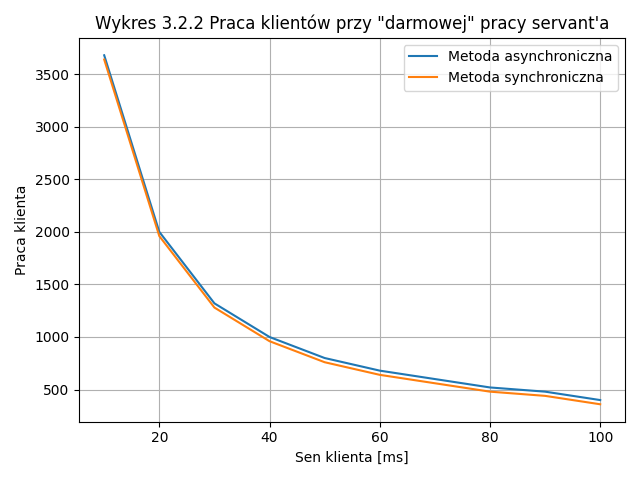 Wykres 3.2.2 Praca klientów przy "darmowej" pracy servant'a
Metoda asynchroniczna
Metoda synchroniczna
Praca klienta
3500
3000
2500
2000
1500
1000
500
20 40 60 80 100
Sen klienta [ms]